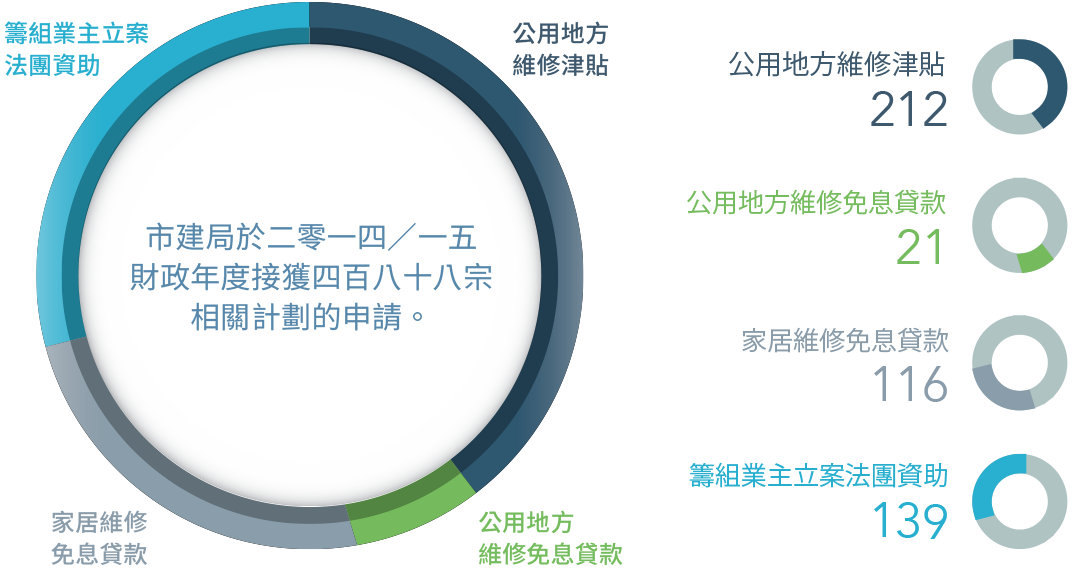 籌組業主立案
法團資助
公用地方
維修津貼
市建局於二零一四╱一五
財政年度接獲四百八十八宗
相關計劃的申請。
家居維修
免息貸款
公用地方
維修免息貸款
公用地方維修津貼
212
公用地方維修免息貸款
21
家居維修免息貸款
116
籌組業主立案法團資助
139